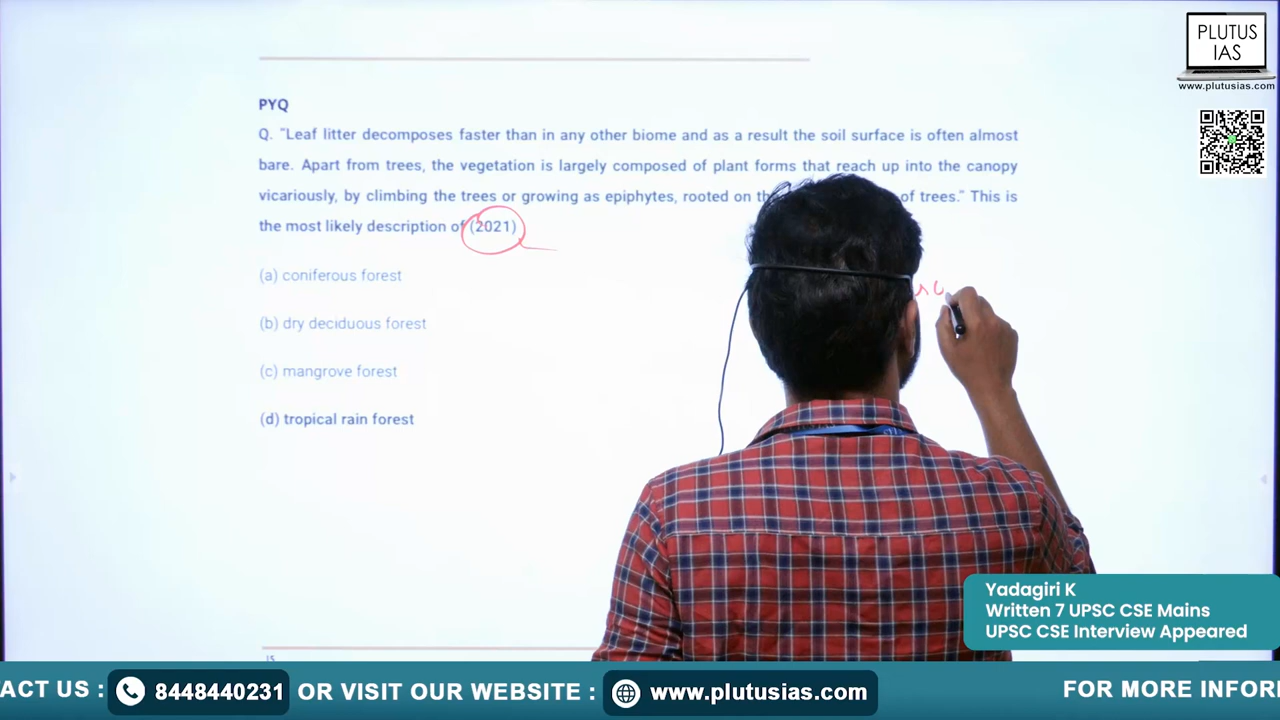 PLUTUS
IAS
www.plutusias.com
PYQ
Q. "Leaf litter decomposes faster than in any other biome and as a result the soil surface is often almost
bare. Apart from trees, the vegetation is largely composed of plant forms that reach up into the canopy
vicariously, by climbing the trees or growing as epiphytes, rooted on of trees." This is
the most likely description of (2021)
(a) coniferous forest
(b) dry deciduous forest
(c) mangrove forest
(d) tropical rain forest
Yadagiri K
Written 7 UPSC CSE Mains
UPSC CSE Interview Appeared
15
TACT US : 8448440231 OR VISIT OUR WEBSITE : www.plutusias.com FOR MORE INFOR